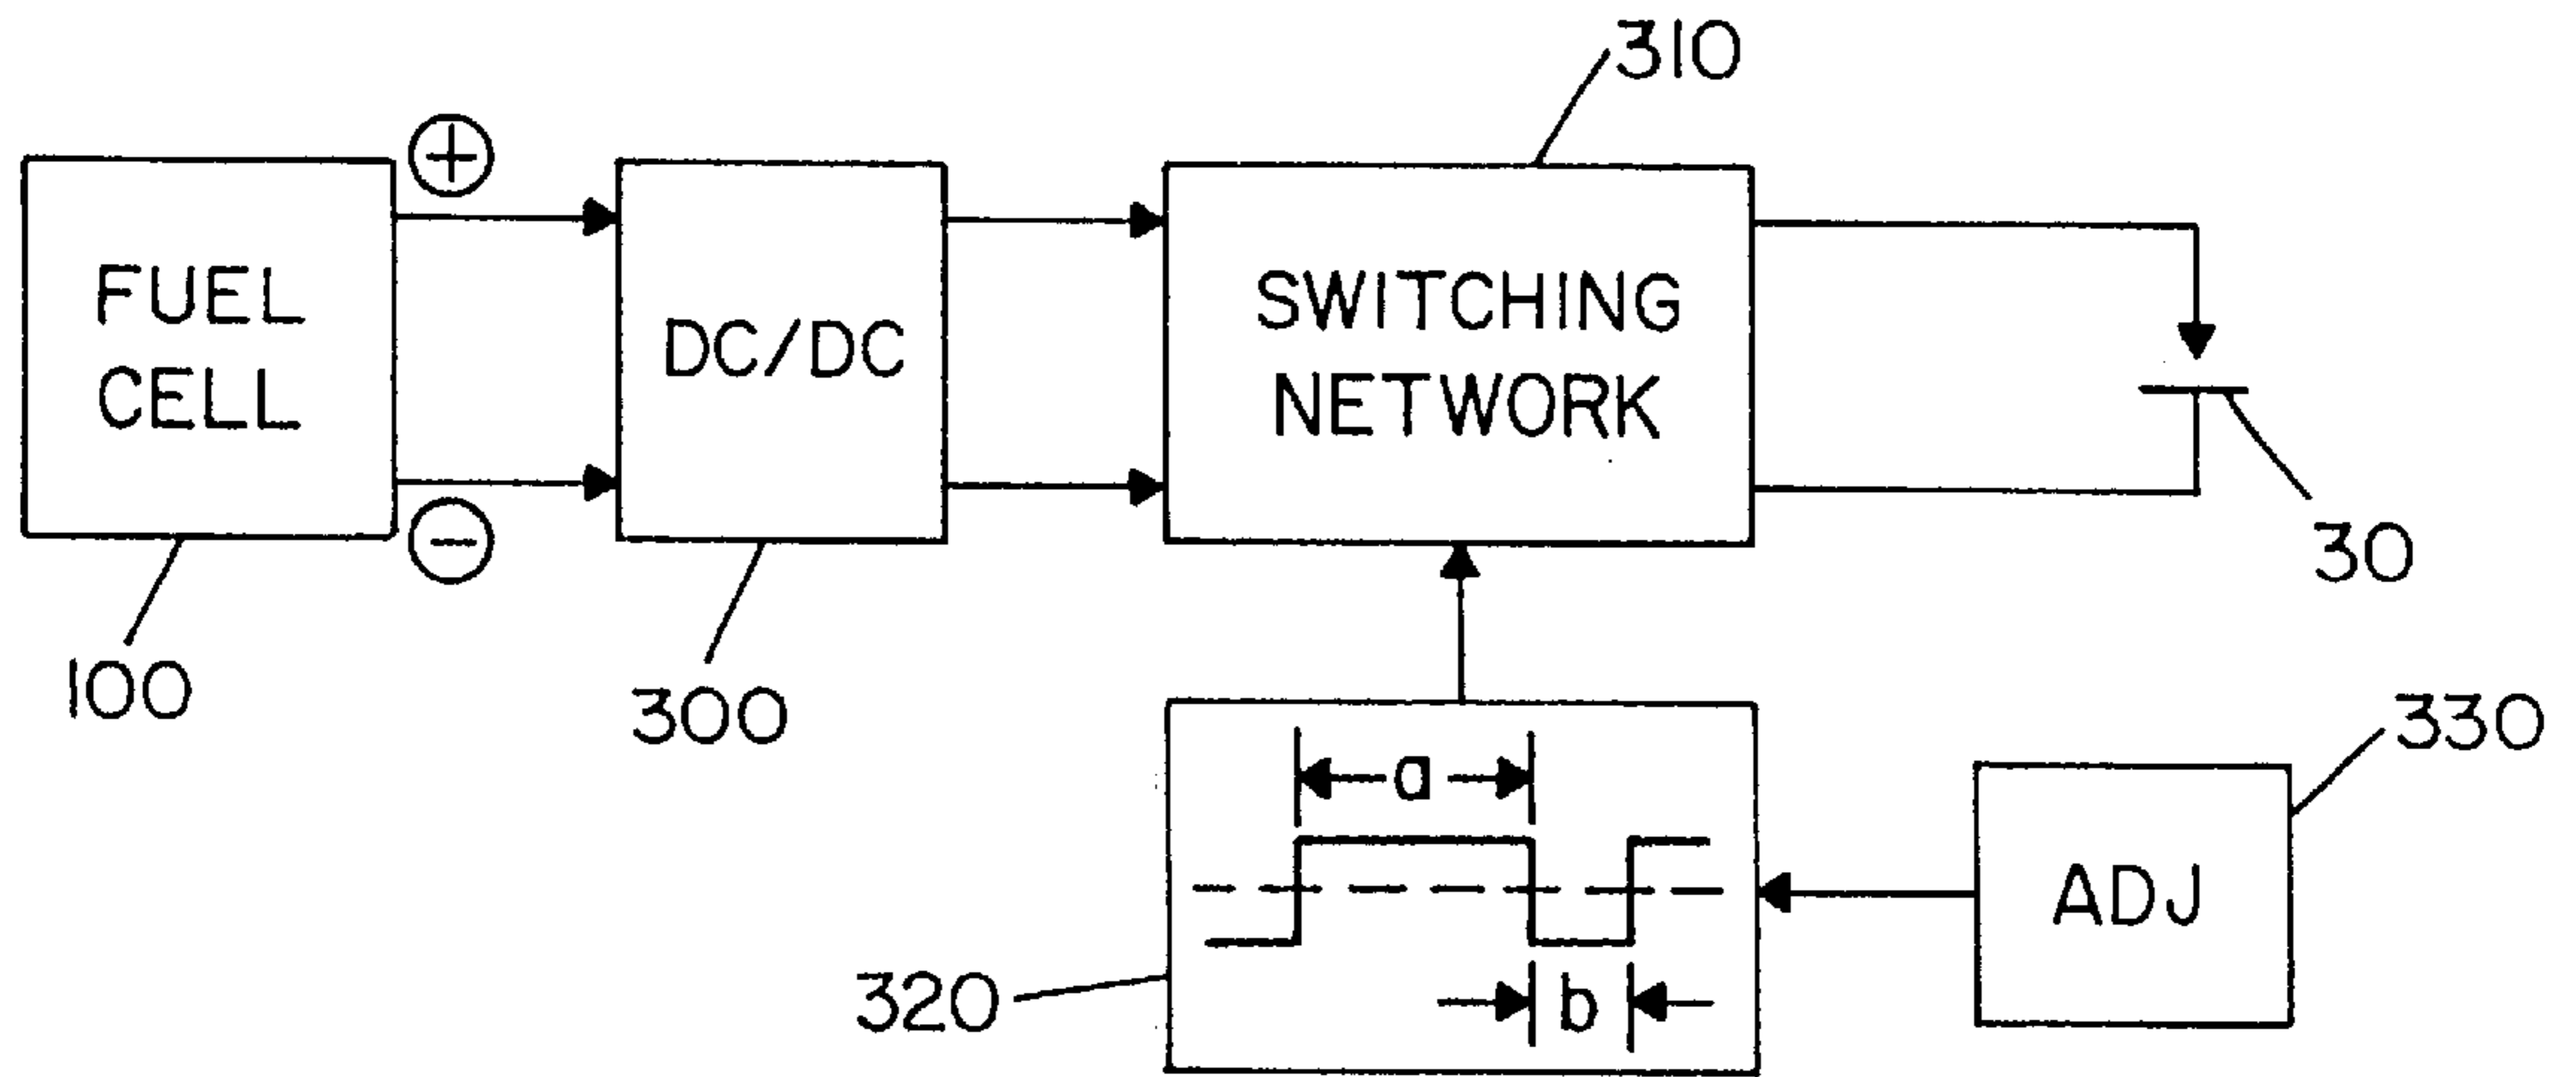 310
+
FUEL
CELL
DC/DC
SWITCHING
NETWORK
−
30
100
300
330
a
ADJ
320
b